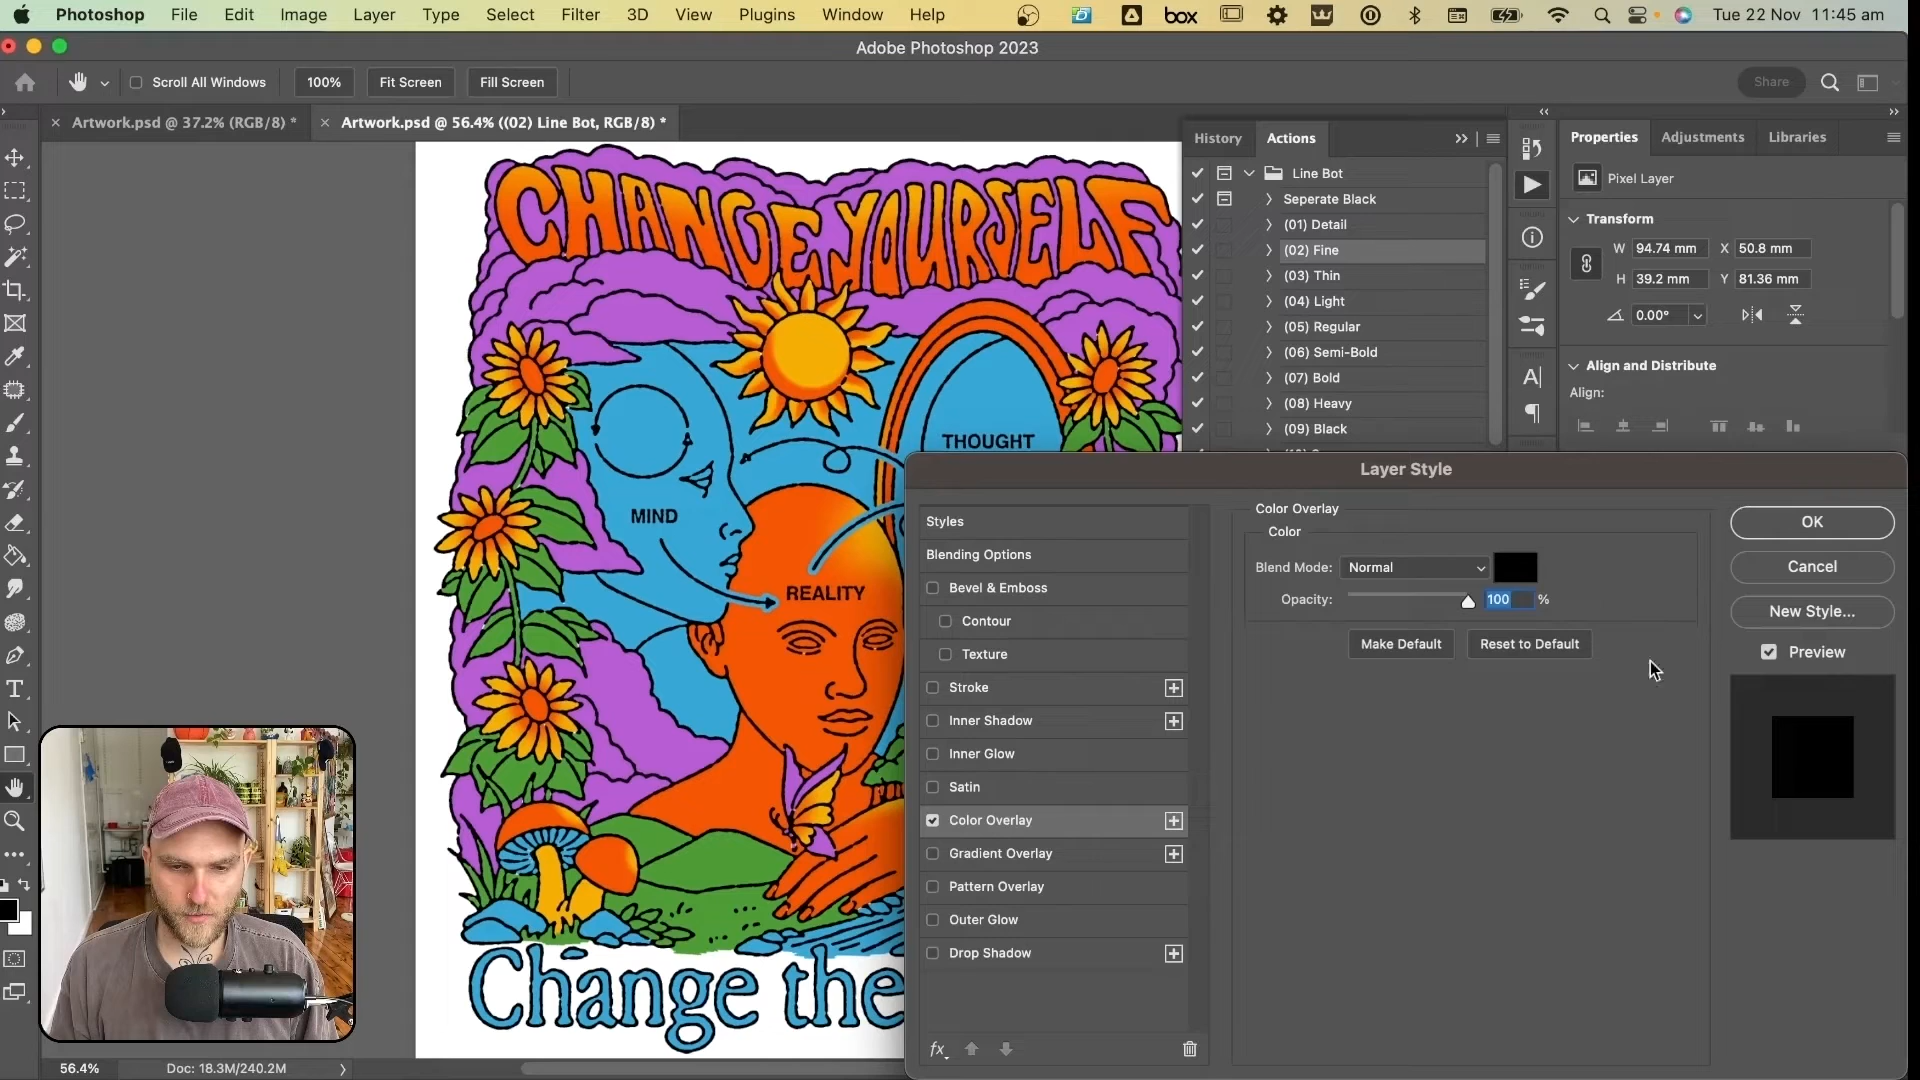 Photoshop File Edit Image Layer Type Select Filter 3D View Plugins Window Help box Tue 22 Nov 11:45 am
Adobe Photoshop 2023
Scroll All Windows 100% Fit Screen Fill Screen Share
Artwork.psd @ 37.2% (RGB/8) *
Artwork.psd @ 56.4% ((02) Line Bot, RGB/8) *
History Actions
Line Bot
Seperate Black
(01) Detail
(02) Fine
(03) Thin
(04) Light
(05) Regular
(06) Semi-Bold
(07) Bold
(08) Heavy
(09) Black
Properties Adjustments Libraries
Pixel Layer
Transform
W 94.74 mm X 50.8 mm
H 39.2 mm Y 81.36 mm
0.00°
Align and Distribute
Align:
CHANGE YOURSELF
THOUGHT
MIND
REALITY
Change the
Layer Style
Styles
Blending Options
Bevel & Emboss
Contour
Texture
Stroke
Inner Shadow
Inner Glow
Satin
Color Overlay
Gradient Overlay
Pattern Overlay
Outer Glow
Drop Shadow
fx
Color Overlay
Color
Blend Mode: Normal
Opacity: 100 %
Make Default Reset to Default
OK
Cancel
New Style...
Preview
56.4% Doc: 18.3M/240.2M